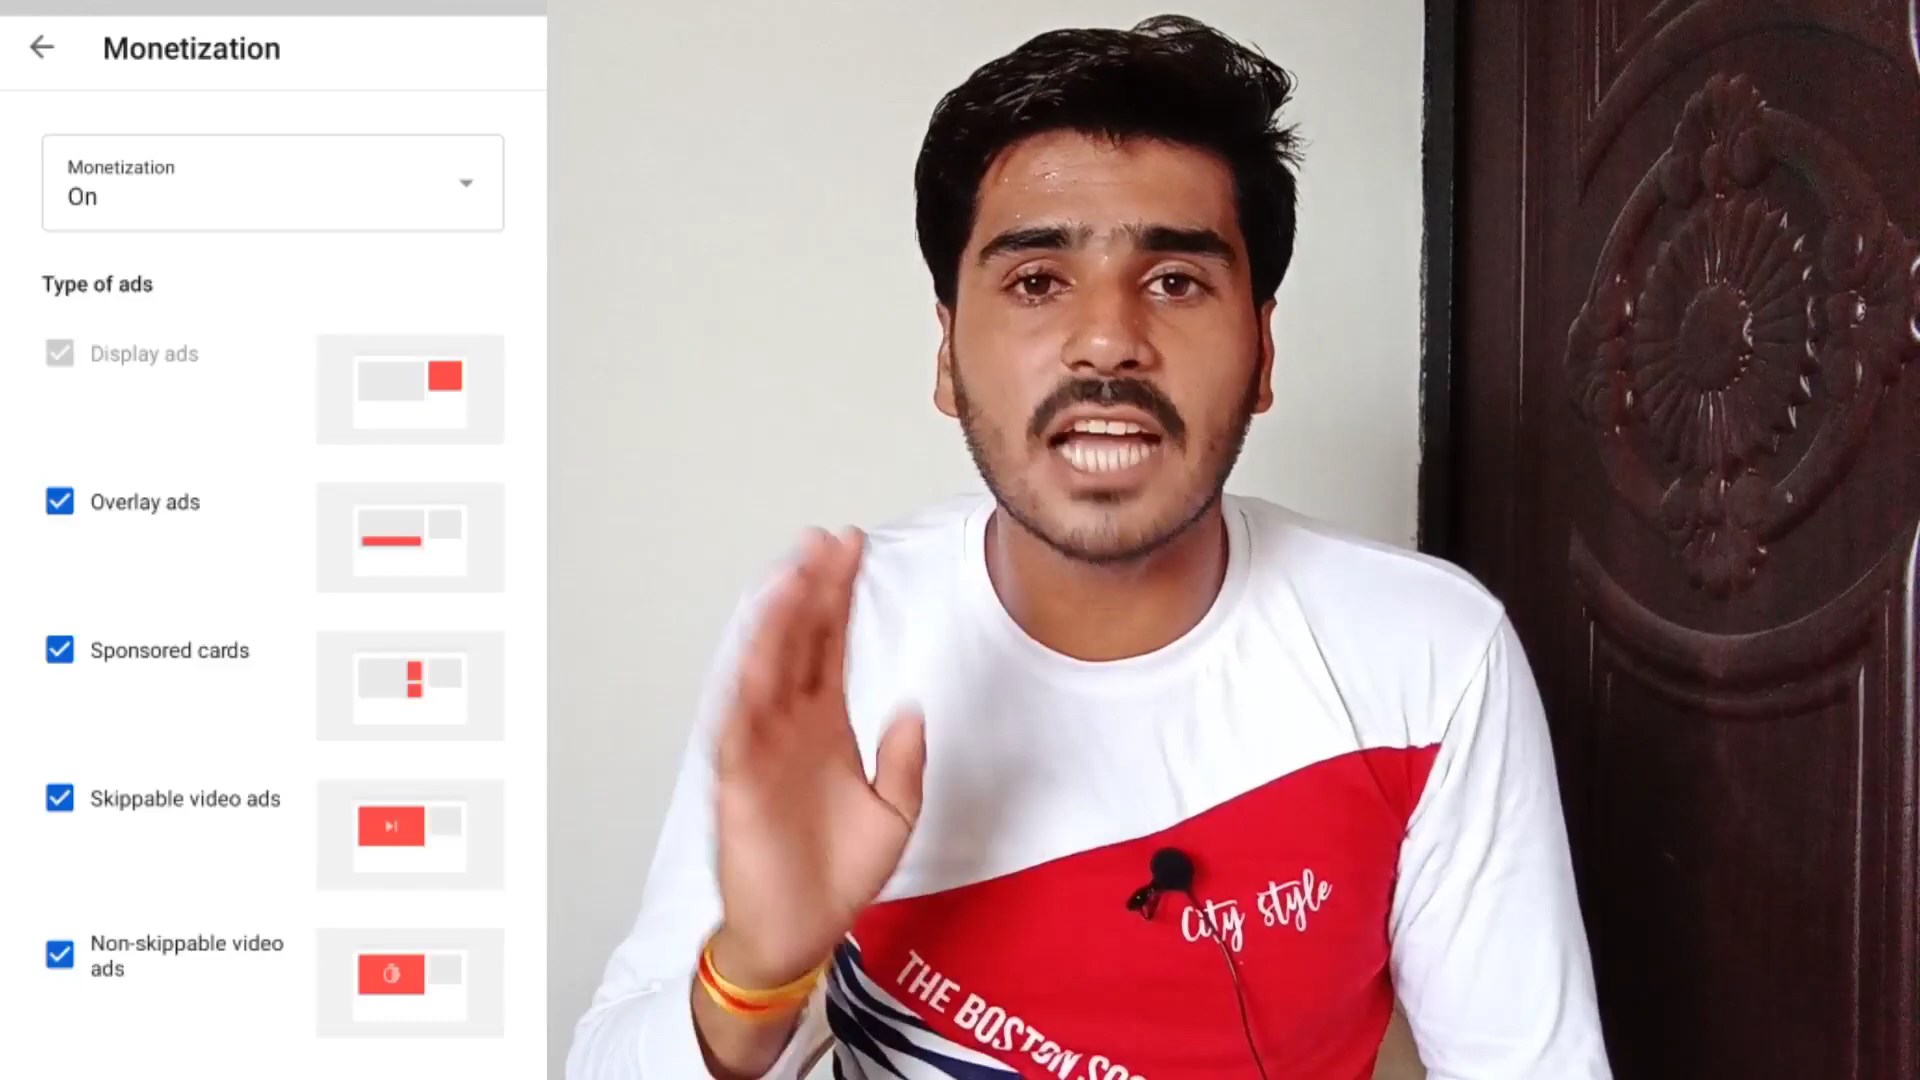 Monetization
Monetization
On
Type of ads
Display ads
Overlay ads
Sponsored cards
Skippable video ads
Non-skippable video
ads
City style
THE BOSTON